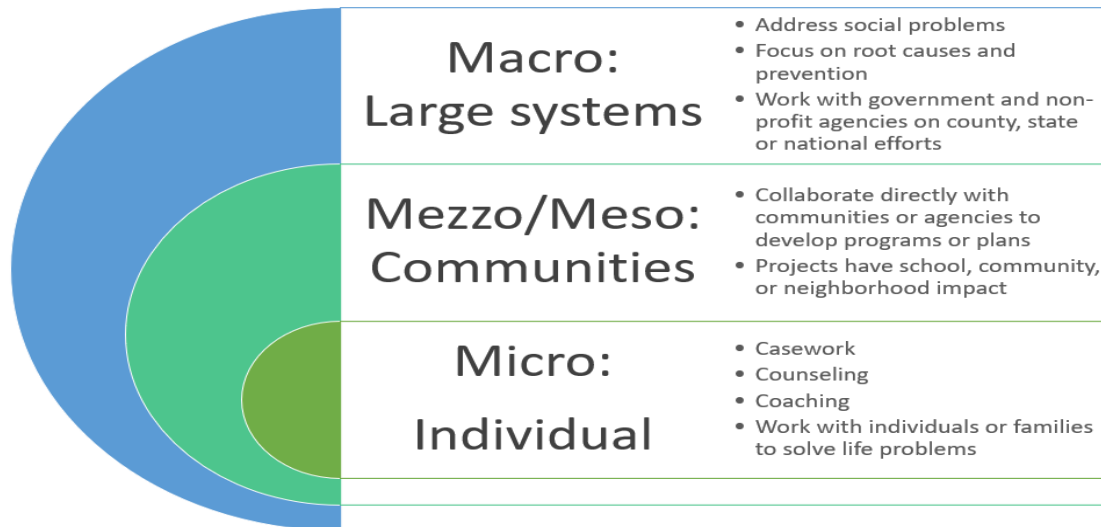 Macro:
Large systems
• Address social problems
• Focus on root causes and
prevention
• Work with government and non-
profit agencies on county, state
or national efforts
Mezzo/Meso:
Communities
• Collaborate directly with
communities or agencies to
develop programs or plans
• Projects have school, community,
or neighborhood impact
Micro:
Individual
• Casework
• Counseling
• Coaching
• Work with individuals or families
to solve life problems